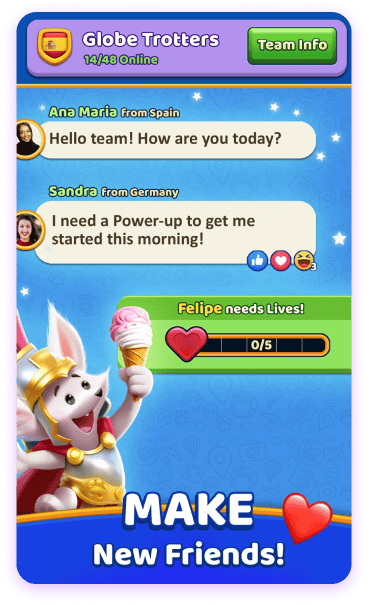 Globe Trotters
14/48 Online
Team Info
Ana Maria from Spain
Hello team! How are you today?
Sandra from Germany
I need a Power-up to get me
started this morning!
3
Felipe needs Lives!
0/5
MAKE
New Friends!